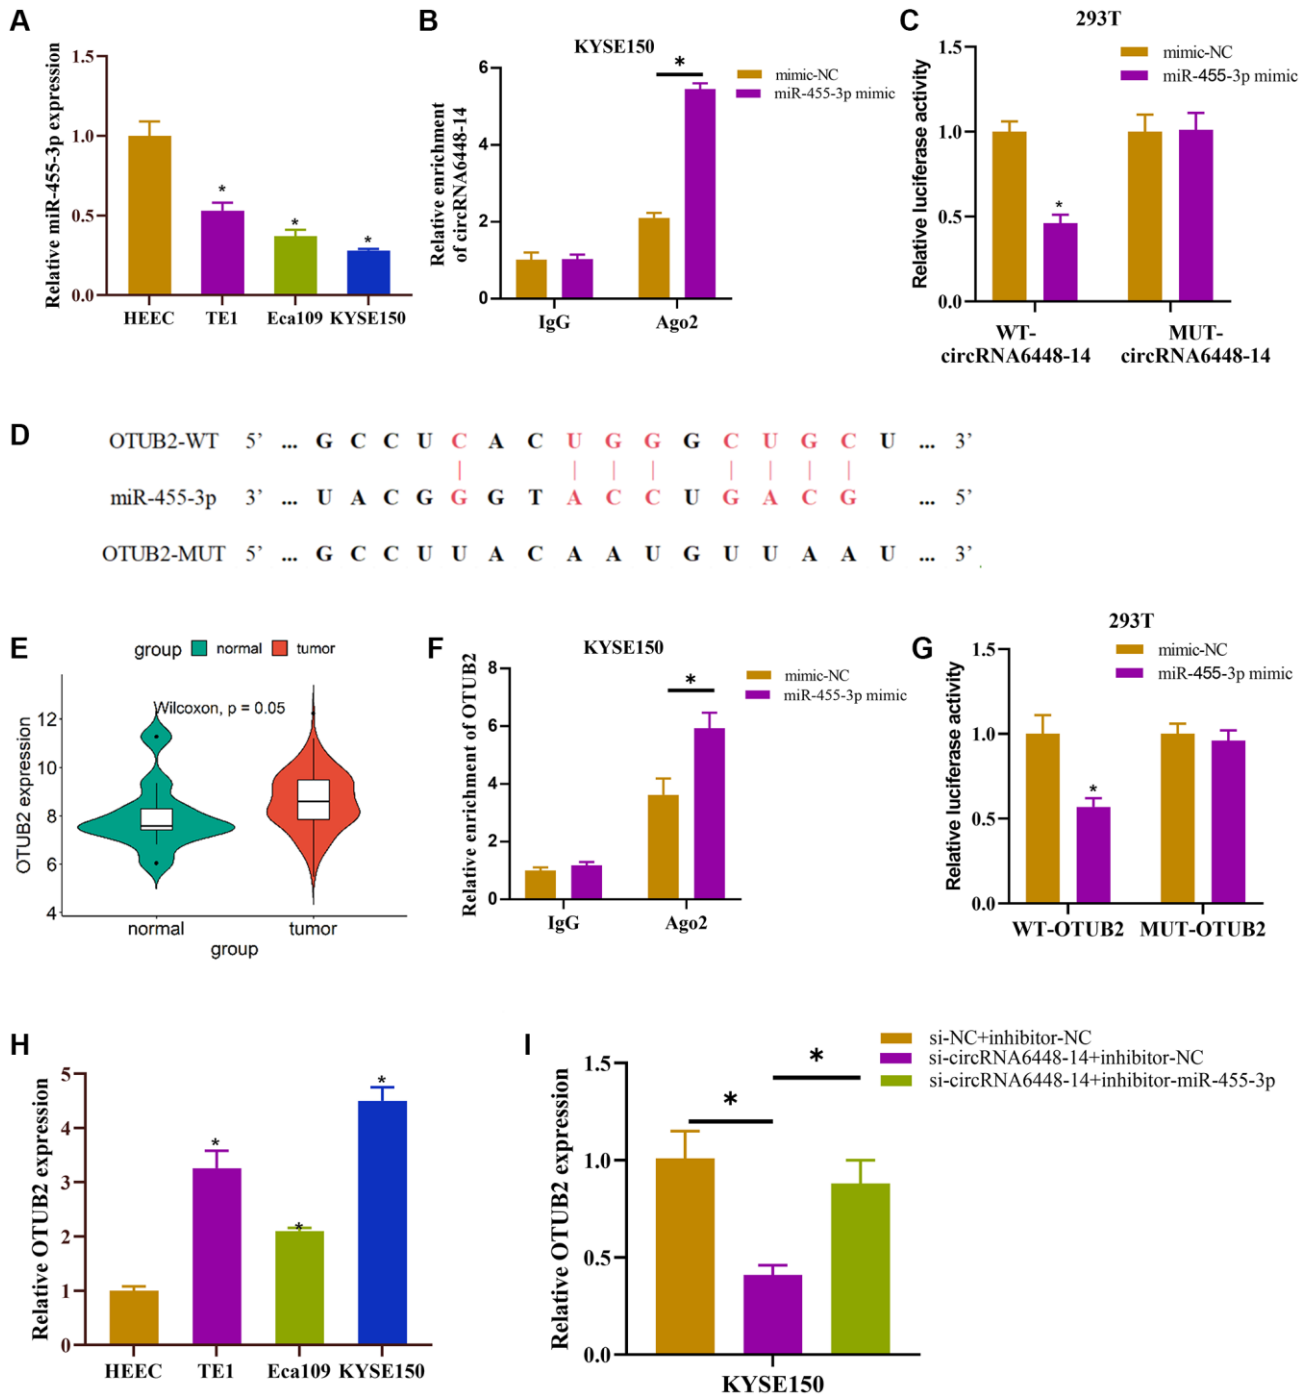 A
Relative miR-455-3p expression
1.5
1.0
0.5
0.0
*
*
*
HEEC TE1 Eca109 KYSE150
B
KYSE150
mimic-NC
miR-455-3p mimic
Relative enrichment
of circRNA6448-14
6
4
2
0
*
IgG Ago2
C
293T
mimic-NC
miR-455-3p mimic
Relative luciferase activity
1.5
1.0
0.5
0.0
*
WT-
circRNA6448-14
MUT-
circRNA6448-14
D
OTUB2-WT 5’ ... G C C U C A C U G G G C U G C U ... 3’
miR-455-3p 3’ ... U A C G G G T A C C U G A C G ... 5’
OTUB2-MUT 5’ ... G C C U U A C A A U G U U A A U ... 3’
E
group normal tumor
Wilcoxon, p = 0.05
OTUB2 expression
12
10
8
6
4
normal tumor
group
F
KYSE150
mimic-NC
miR-455-3p mimic
Relative enrichment of OTUB2
8
6
4
2
0
*
IgG Ago2
G
293T
mimic-NC
miR-455-3p mimic
Relative luciferase activity
1.5
1.0
0.5
0.0
*
WT-OTUB2 MUT-OTUB2
H
Relative OTUB2 expression
5
4
3
2
1
0
*
*
*
HEEC TE1 Eca109 KYSE150
I
si-NC+inhibitor-NC
si-circRNA6448-14+inhibitor-NC
si-circRNA6448-14+inhibitor-miR-455-3p
Relative OTUB2 expression
1.5
1.0
0.5
0.0
*
*
KYSE150